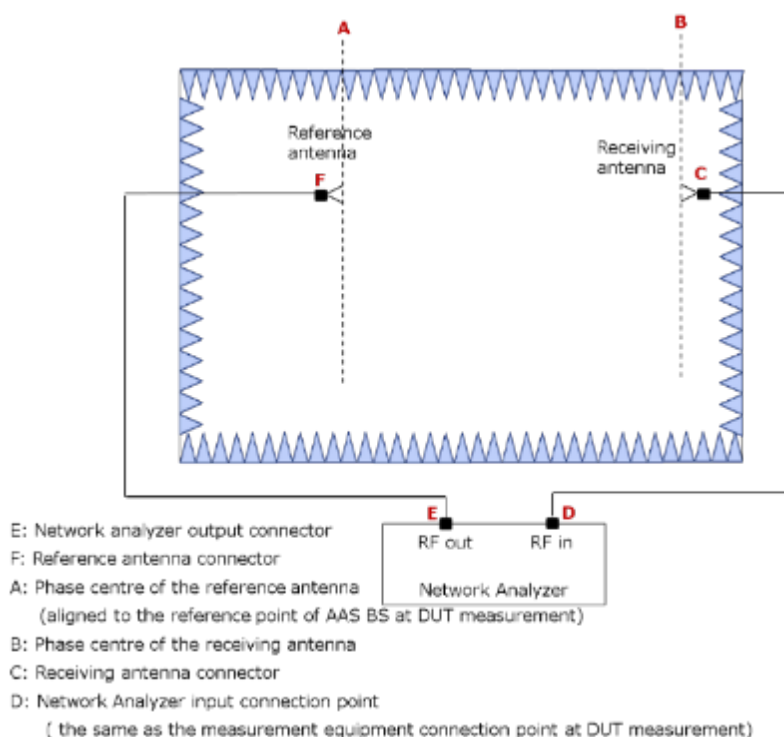 A
B
Reference
antenna
Receiving
antenna
F
C
E
D
RF out
RF in
Network Analyzer
E: Network analyzer output connector
F: Reference antenna connector
A: Phase centre of the reference antenna
(aligned to the reference point of AAS BS at DUT measurement)
B: Phase centre of the receiving antenna
C: Receiving antenna connector
D: Network Analyzer input connection point
( the same as the measurement equipment connection point at DUT measurement)